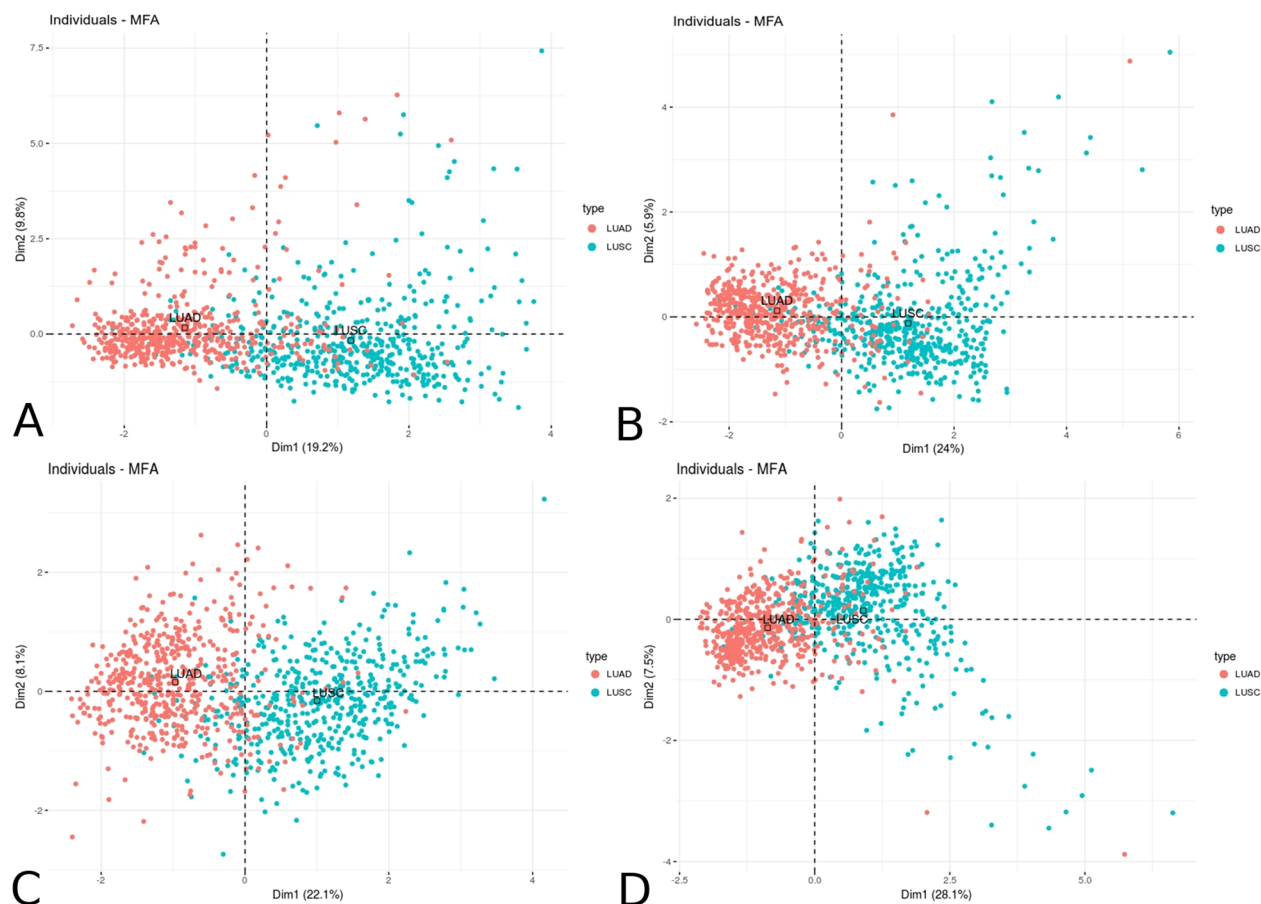 Individuals - MFA
7.5
5.0
2.5
0.0
Dim2 (9.8%)
LUAD
LUSC
-2
0
2
4
Dim1 (19.2%)
type
LUAD
LUSC
A
Individuals - MFA
4
2
0
-2
Dim2 (5.9%)
LUAD
LUSC
-2
0
2
4
6
Dim1 (24%)
type
LUAD
LUSC
B
Individuals - MFA
2
0
-2
Dim2 (8.1%)
LUAD
LUSC
-2
0
2
4
Dim1 (22.1%)
type
LUAD
LUSC
C
Individuals - MFA
2
0
-2
-4
Dim2 (7.5%)
LUAD
LUSC
-2.5
0.0
2.5
5.0
Dim1 (28.1%)
type
LUAD
LUSC
D